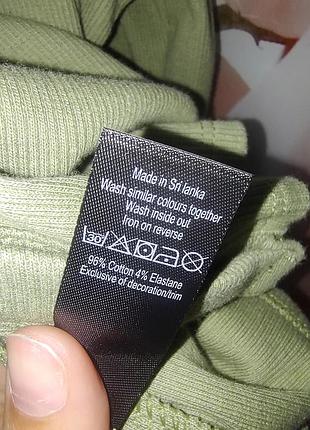 Made in Sri lanka
Wash similar colours together
Wash inside out
Iron on reverse
30
96% Cotton 4% Elastane
Exclusive of decoration/trim